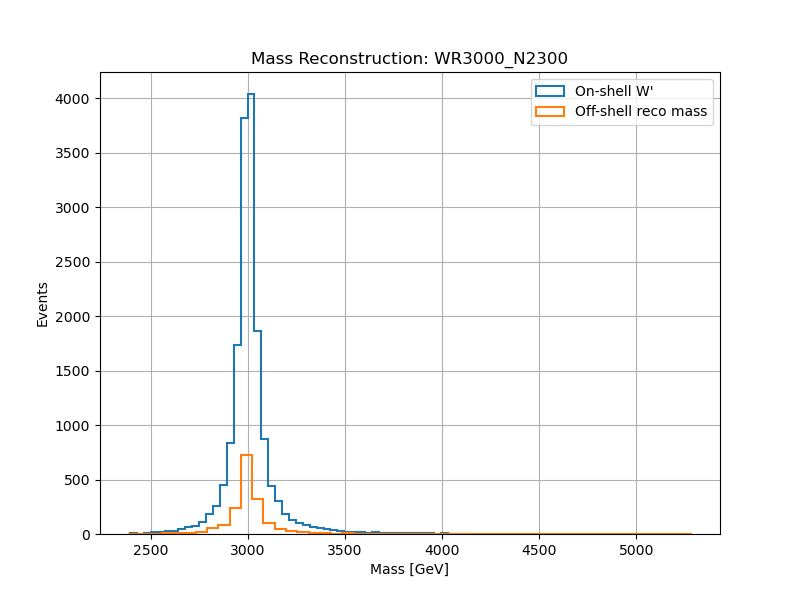 Mass Reconstruction: WR3000_N2300
On-shell W'
Off-shell reco mass
4000
3500
3000
2500
2000
1500
1000
500
0
Events
2500 3000 3500 4000 4500 5000
Mass [GeV]